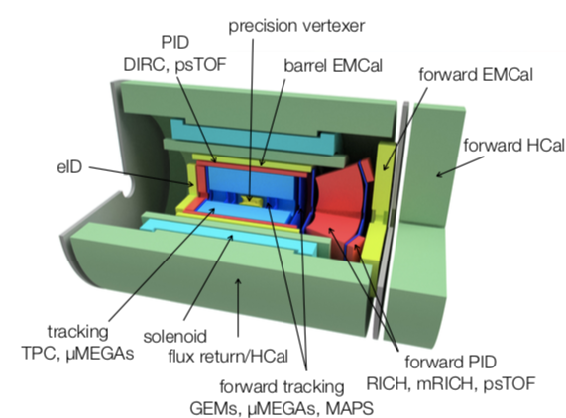 precision vertexer
PID
DIRC, psTOF
barrel EMCal
forward EMCal
forward HCal
eID
tracking
TPC, μMEGAs
solenoid
flux return/HCal
forward tracking
GEMs, μMEGAs, MAPS
forward PID
RICH, mRICH, psTOF